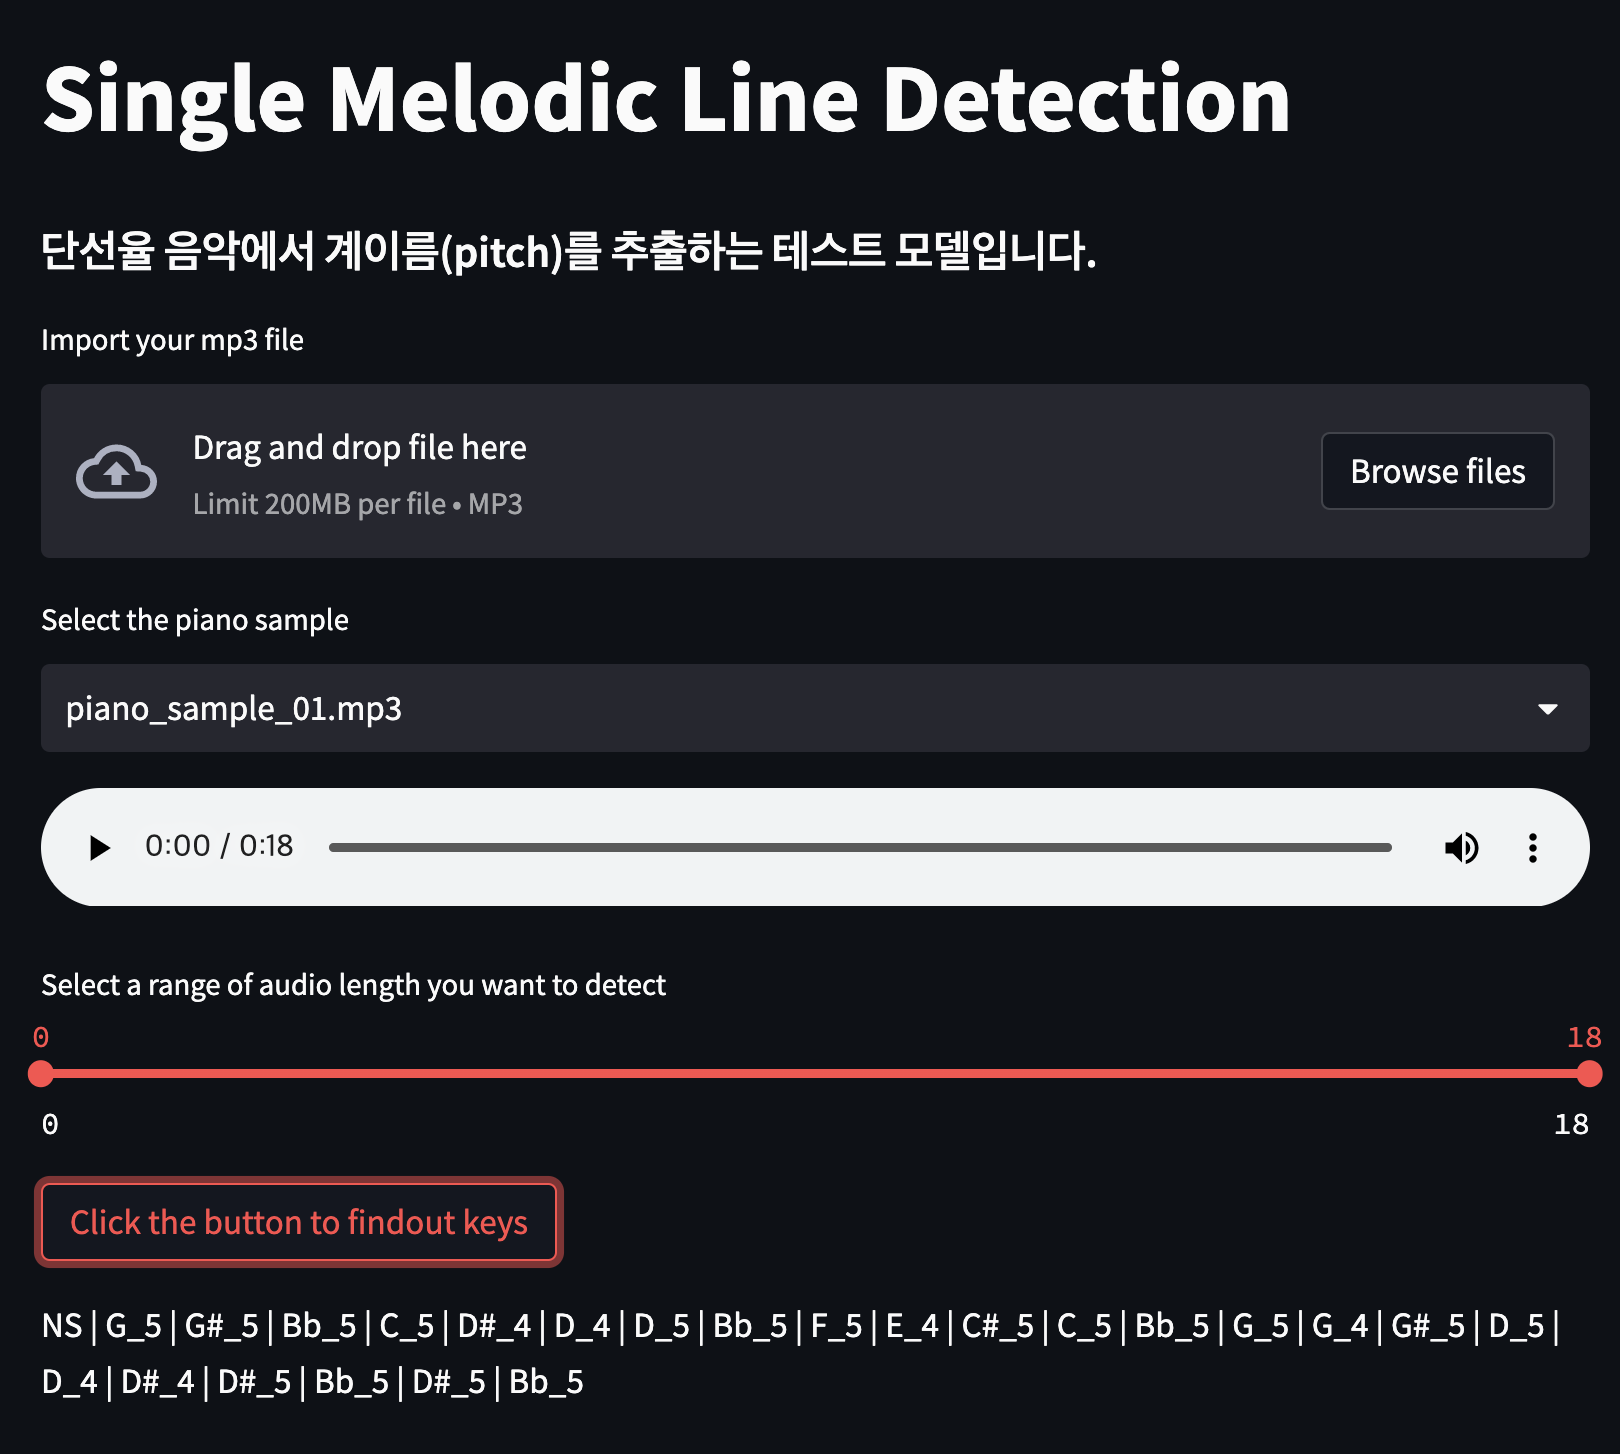 Single Melodic Line Detection
단선율 음악에서 계이름(pitch)를 추출하는 테스트 모델입니다.
Import your mp3 file
Drag and drop file here
Limit 200MB per file • MP3
Browse files
Select the piano sample
piano_sample_01.mp3
0:00 / 0:18
Select a range of audio length you want to detect
0 18
0 18
Click the button to findout keys
NS | G_5 | G#_5 | Bb_5 | C_5 | D#_4 | D_4 | D_5 | Bb_5 | F_5 | E_4 | C#_5 | C_5 | Bb_5 | G_5 | G_4 | G#_5 | D_5 |
D_4 | D#_4 | D#_5 | Bb_5 | D#_5 | Bb_5